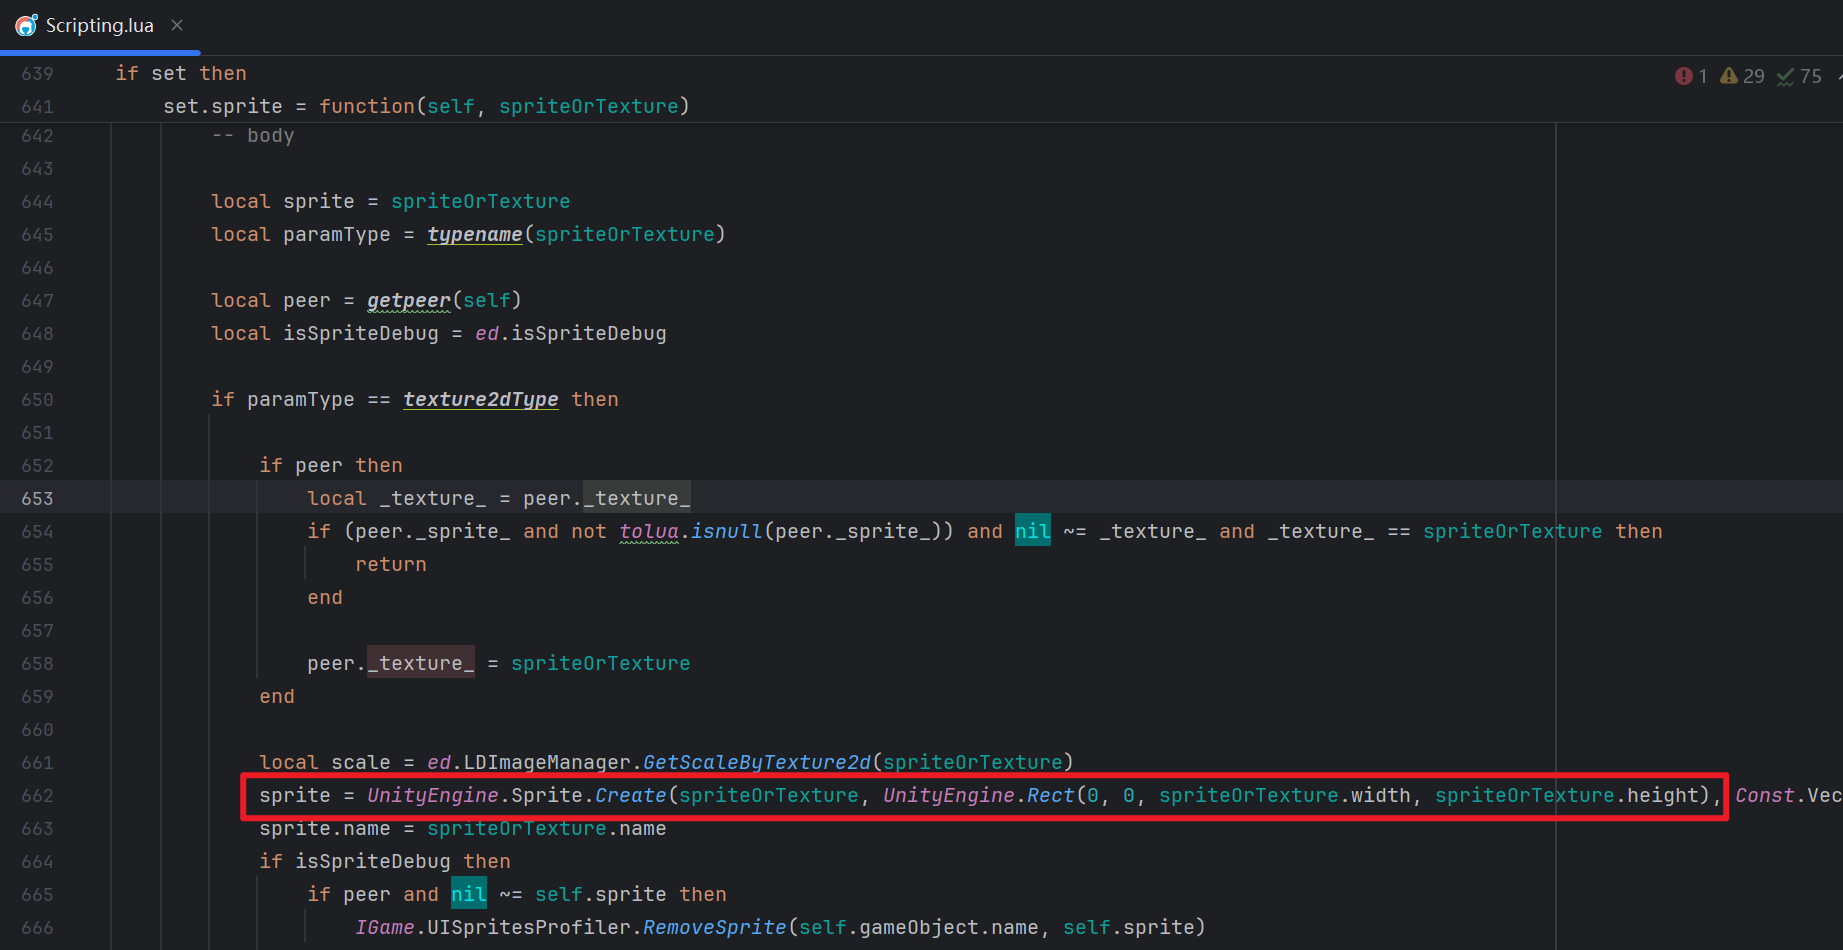 Scripting.lua
639 if set then
1 29 75
641 set.sprite = function(self, spriteOrTexture)
642 -- body
643
644 local sprite = spriteOrTexture
645 local paramType = typename(spriteOrTexture)
646
647 local peer = getpeer(self)
648 local isSpriteDebug = ed.isSpriteDebug
649
650 if paramType == texture2dType then
651
652 if peer then
653 local _texture_ = peer._texture_
654 if (peer._sprite_ and not tolua.isnull(peer._sprite_)) and nil ~= _texture_ and _texture_ == spriteOrTexture then
655 return
656 end
657
658 peer._texture_ = spriteOrTexture
659 end
660
661 local scale = ed.LDImageManager.GetScaleByTexture2d(spriteOrTexture)
662 sprite = UnityEngine.Sprite.Create(spriteOrTexture, UnityEngine.Rect(0, 0, spriteOrTexture.width, spriteOrTexture.height), Const.Vec
663 sprite.name = spriteOrTexture.name
664 if isSpriteDebug then
665 if peer and nil ~= self.sprite then
666 IGame.UISpritesProfiler.RemoveSprite(self.gameObject.name, self.sprite)